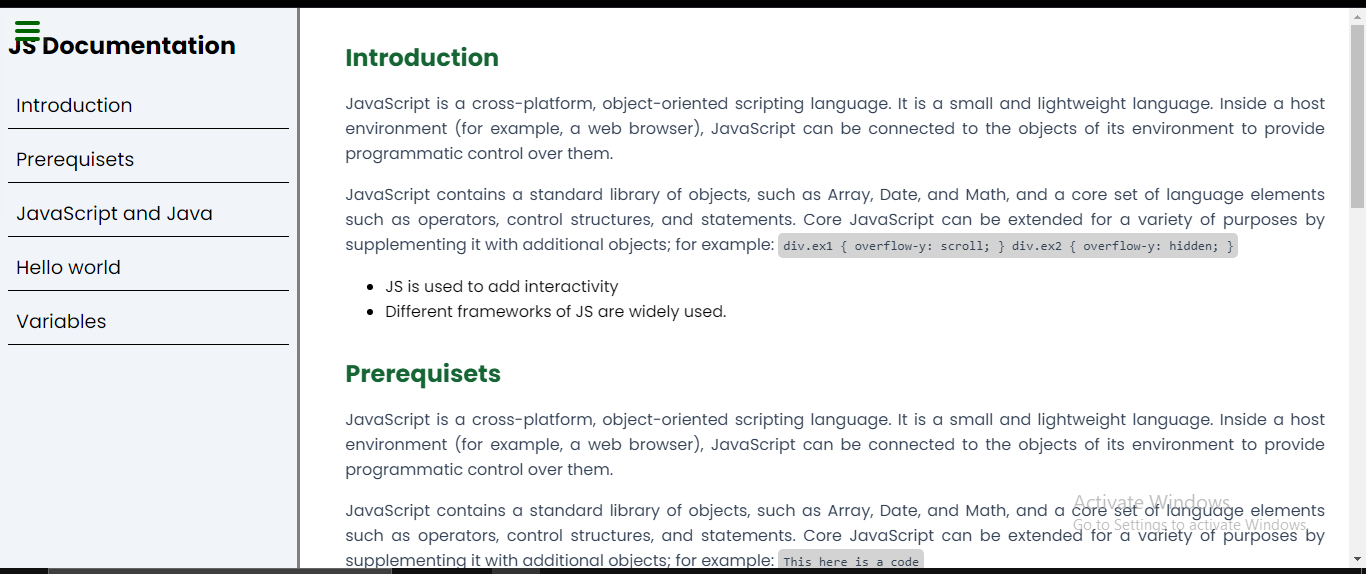 JS Documentation
Introduction
Prerequisets
JavaScript and Java
Hello world
Variables
Introduction
JavaScript is a cross-platform, object-oriented scripting language. It is a small and lightweight language. Inside a host
environment (for example, a web browser), JavaScript can be connected to the objects of its environment to provide
programmatic control over them.
JavaScript contains a standard library of objects, such as Array, Date, and Math, and a core set of language elements
such as operators, control structures, and statements. Core JavaScript can be extended for a variety of purposes by
supplementing it with additional objects; for example: div.ex1 { overflow-y: scroll; } div.ex2 { overflow-y: hidden; }
• JS is used to add interactivity
• Different frameworks of JS are widely used.
Prerequisets
JavaScript is a cross-platform, object-oriented scripting language. It is a small and lightweight language. Inside a host
environment (for example, a web browser), JavaScript can be connected to the objects of its environment to provide
programmatic control over them.
JavaScript contains a standard library of objects, such as Array, Date, and Math, and a core set of language elements
such as operators, control structures, and statements. Core JavaScript can be extended for a variety of purposes by
supplementing it with additional objects; for example: This here is a code
Activate Windows
Go to Settings to activate Windows.